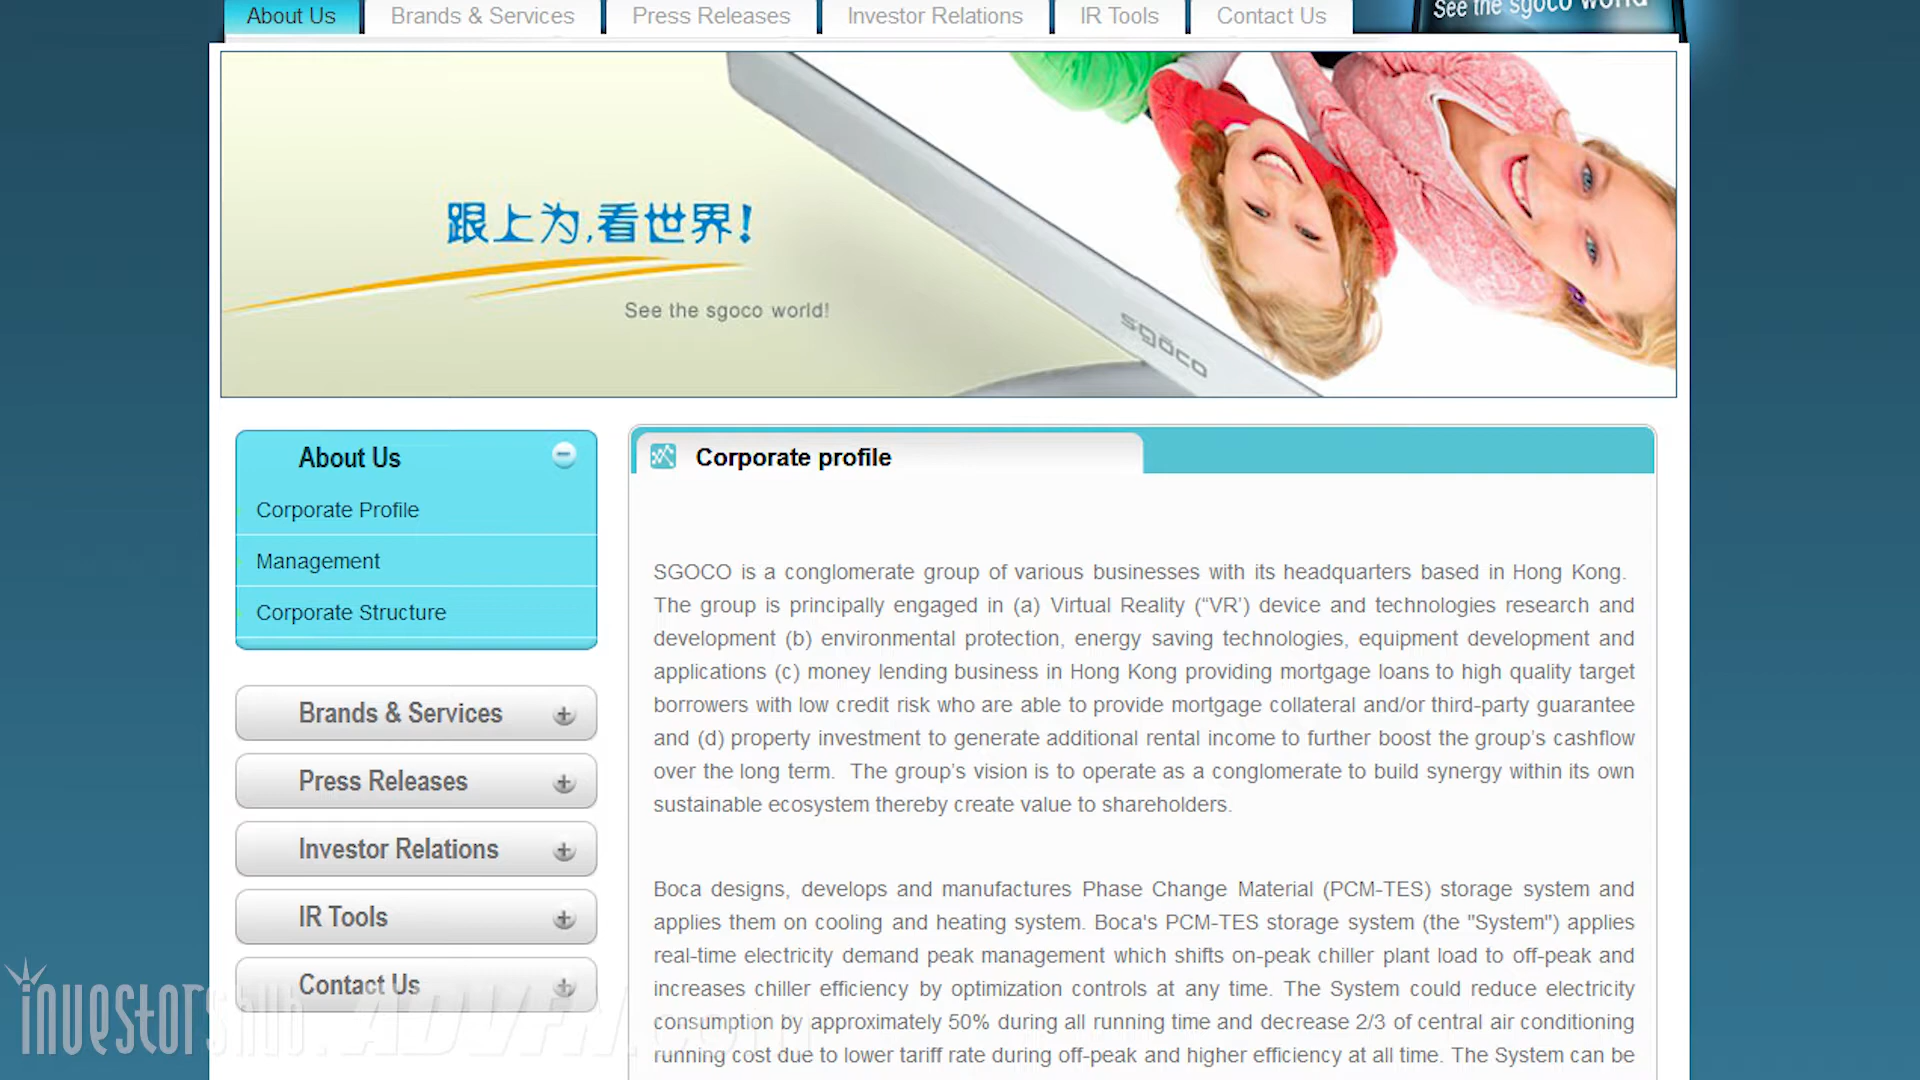 About Us
Brands & Services
Press Releases
Investor Relations
IR Tools
Contact Us
See the sgoco world
跟上为,看世界!
See the sgoco world!
sgoco
About Us
Corporate Profile
Management
Corporate Structure
Brands & Services
Press Releases
Investor Relations
IR Tools
Contact Us
Corporate profile
SGOCO is a conglomerate group of various businesses with its headquarters based in Hong Kong.
The group is principally engaged in (a) Virtual Reality (“VR’) device and technologies research and
development (b) environmental protection, energy saving technologies, equipment development and
applications (c) money lending business in Hong Kong providing mortgage loans to high quality target
borrowers with low credit risk who are able to provide mortgage collateral and/or third-party guarantee
and (d) property investment to generate additional rental income to further boost the group’s cashflow
over the long term. The group’s vision is to operate as a conglomerate to build synergy within its own
sustainable ecosystem thereby create value to shareholders.
Boca designs, develops and manufactures Phase Change Material (PCM-TES) storage system and
applies them on cooling and heating system. Boca's PCM-TES storage system (the "System") applies
real-time electricity demand peak management which shifts on-peak chiller plant load to off-peak and
increases chiller efficiency by optimization controls at any time. The System could reduce electricity
consumption by approximately 50% during all running time and decrease 2/3 of central air conditioning
running cost due to lower tariff rate during off-peak and higher efficiency at all time. The System can be
investorshub.ADVFN.com